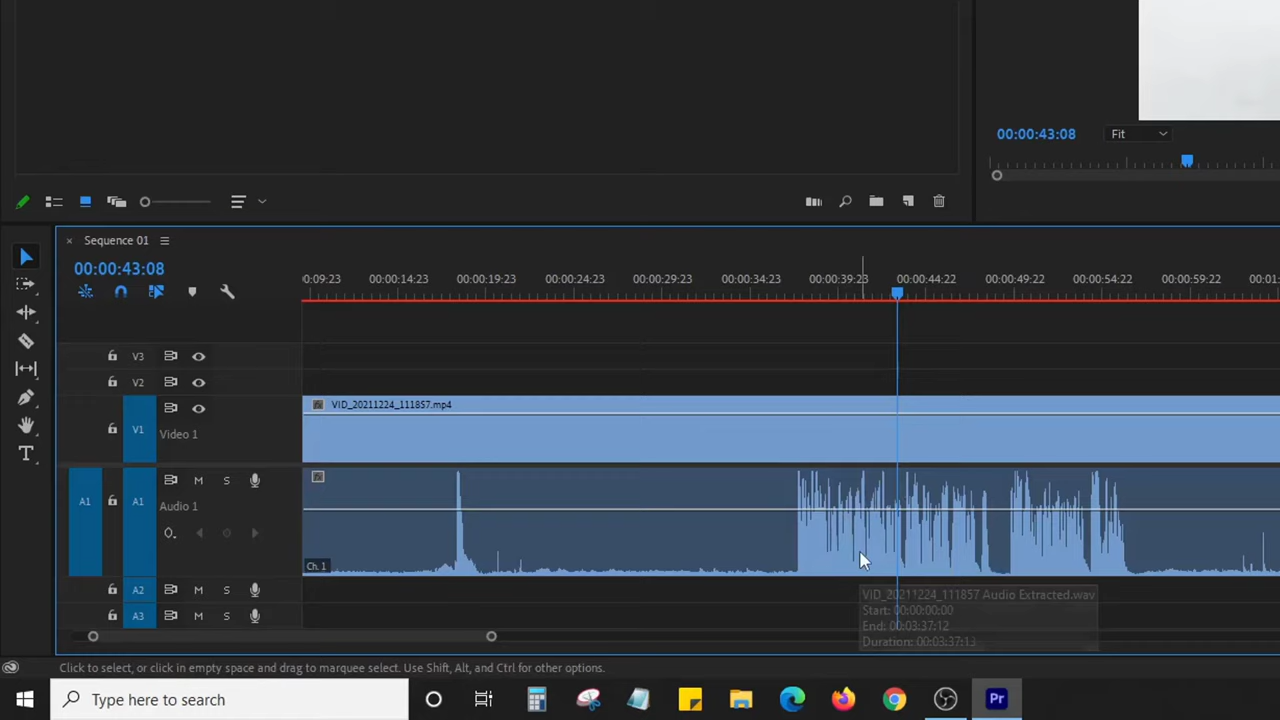 00:00:43:08
Fit
Sequence 01
00:00:43:08
00:09:23
00:00:14:23
00:00:19:23
00:00:24:23
00:00:29:23
00:00:34:23
00:00:39:23
00:00:44:22
00:00:49:22
00:00:54:22
00:00:59:22
V3
V2
VID_20211224_111857.mp4
V1
Video 1
M
S
A1
A1
Audio 1
Ch. 1
A2
M
S
A3
M
S
VID_20211224_111857 Audio Extracted.wav
Start: 00:00:00:00
End: 00:03:37:12
Duration: 00:03:37:13
Click to select, or click in empty space and drag to marquee select. Use Shift, Alt, and Ctrl for other options.
Type here to search
Pr